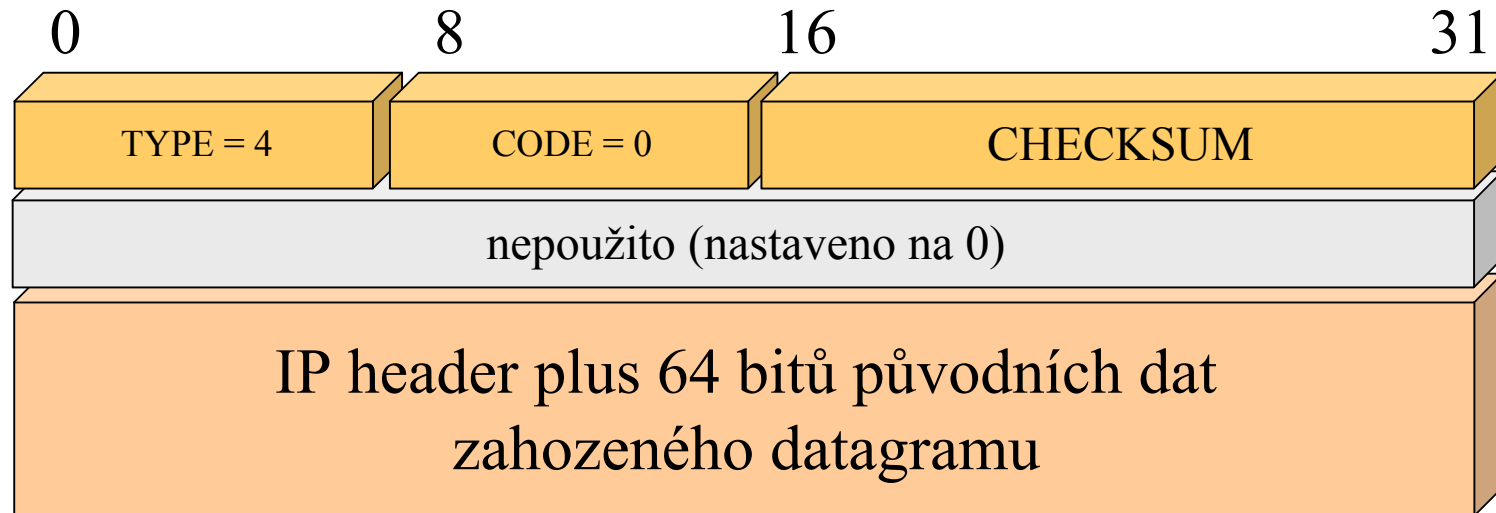 0 8 16 31
TYPE = 4 CODE = 0 CHECKSUM
nepoužito (nastaveno na 0)
IP header plus 64 bitů původních dat
zahozeného datagramu